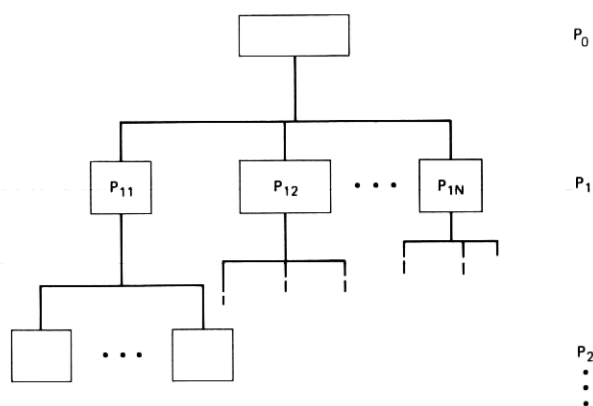 P₀
P₁₁ P₁₂ • • • P₁N P₁
• • • P₂
•
•
•